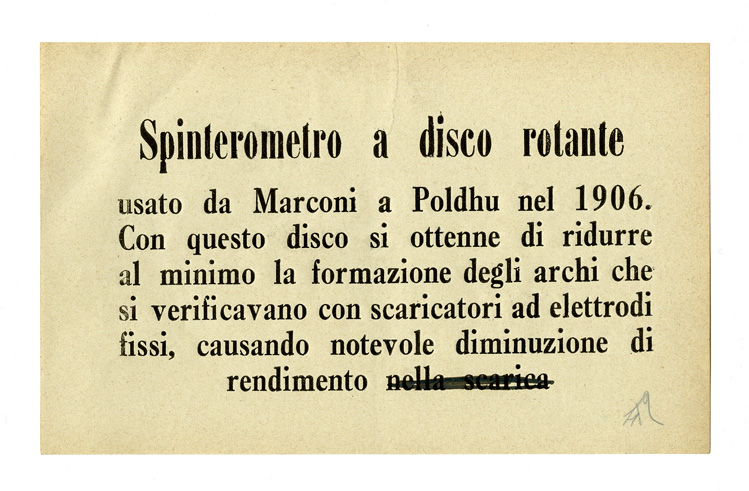 Spinterometro a disco rotante
usato da Marconi a Poldhu nel 1906.
Con questo disco si ottenne di ridurre
al minimo la formazione degli archi che
si verificavano con scaricatori ad elettrodi
fissi, causando notevole diminuzione di
rendimento nella scarica